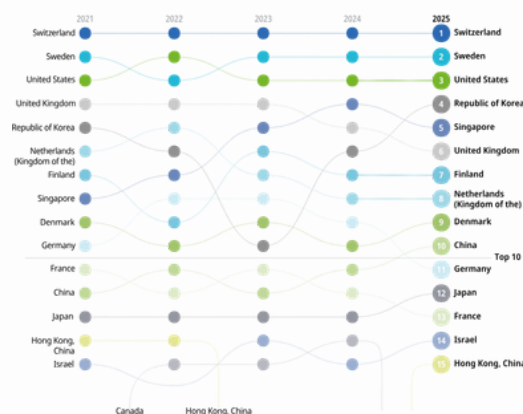 2021 2022 2023 2024 2025
Switzerland 1 Switzerland
Sweden 2 Sweden
United States 3 United States
United Kingdom 4 Republic of Korea
Republic of Korea 5 Singapore
Netherlands
(Kingdom of the) 6 United Kingdom
Finland 7 Finland
Singapore 8 Netherlands
(Kingdom of the)
Denmark 9 Denmark
Germany 10 China
Top 10
France 11 Germany
China 12 Japan
Japan 13 France
Hong Kong,
China 14 Israel
Israel 15 Hong Kong, China
Canada Hong Kong, China